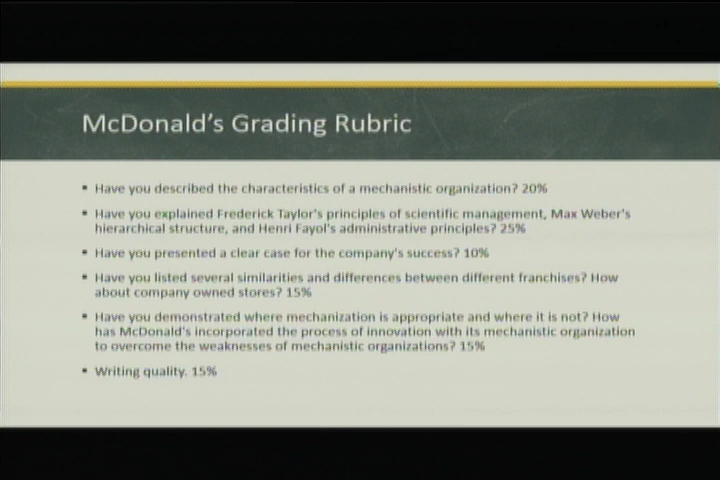 McDonald's Grading Rubric
▪ Have you described the characteristics of a mechanistic organization? 20%
▪ Have you explained Frederick Taylor's principles of scientific management, Max Weber's
hierarchical structure, and Henri Fayol's administrative principles? 25%
▪ Have you presented a clear case for the company's success? 10%
▪ Have you listed several similarities and differences between different franchises? How
about company owned stores? 15%
▪ Have you demonstrated where mechanization is appropriate and where it is not? How
has McDonald's incorporated the process of innovation with its mechanistic organization
to overcome the weaknesses of mechanistic organizations? 15%
▪ Writing quality. 15%